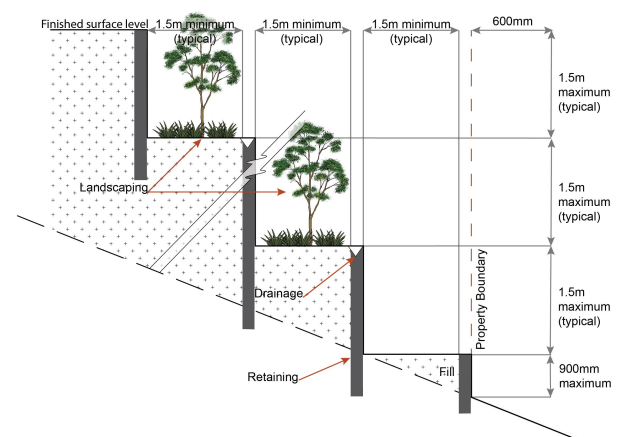 Finished surface level
1.5m minimum
(typical)
1.5m minimum
(typical)
1.5m minimum
(typical)
600mm
1.5m
maximum
(typical)
Landscaping
1.5m
maximum
(typical)
Drainage
Property Boundary
1.5m
maximum
(typical)
Retaining
Fill
900mm
maximum